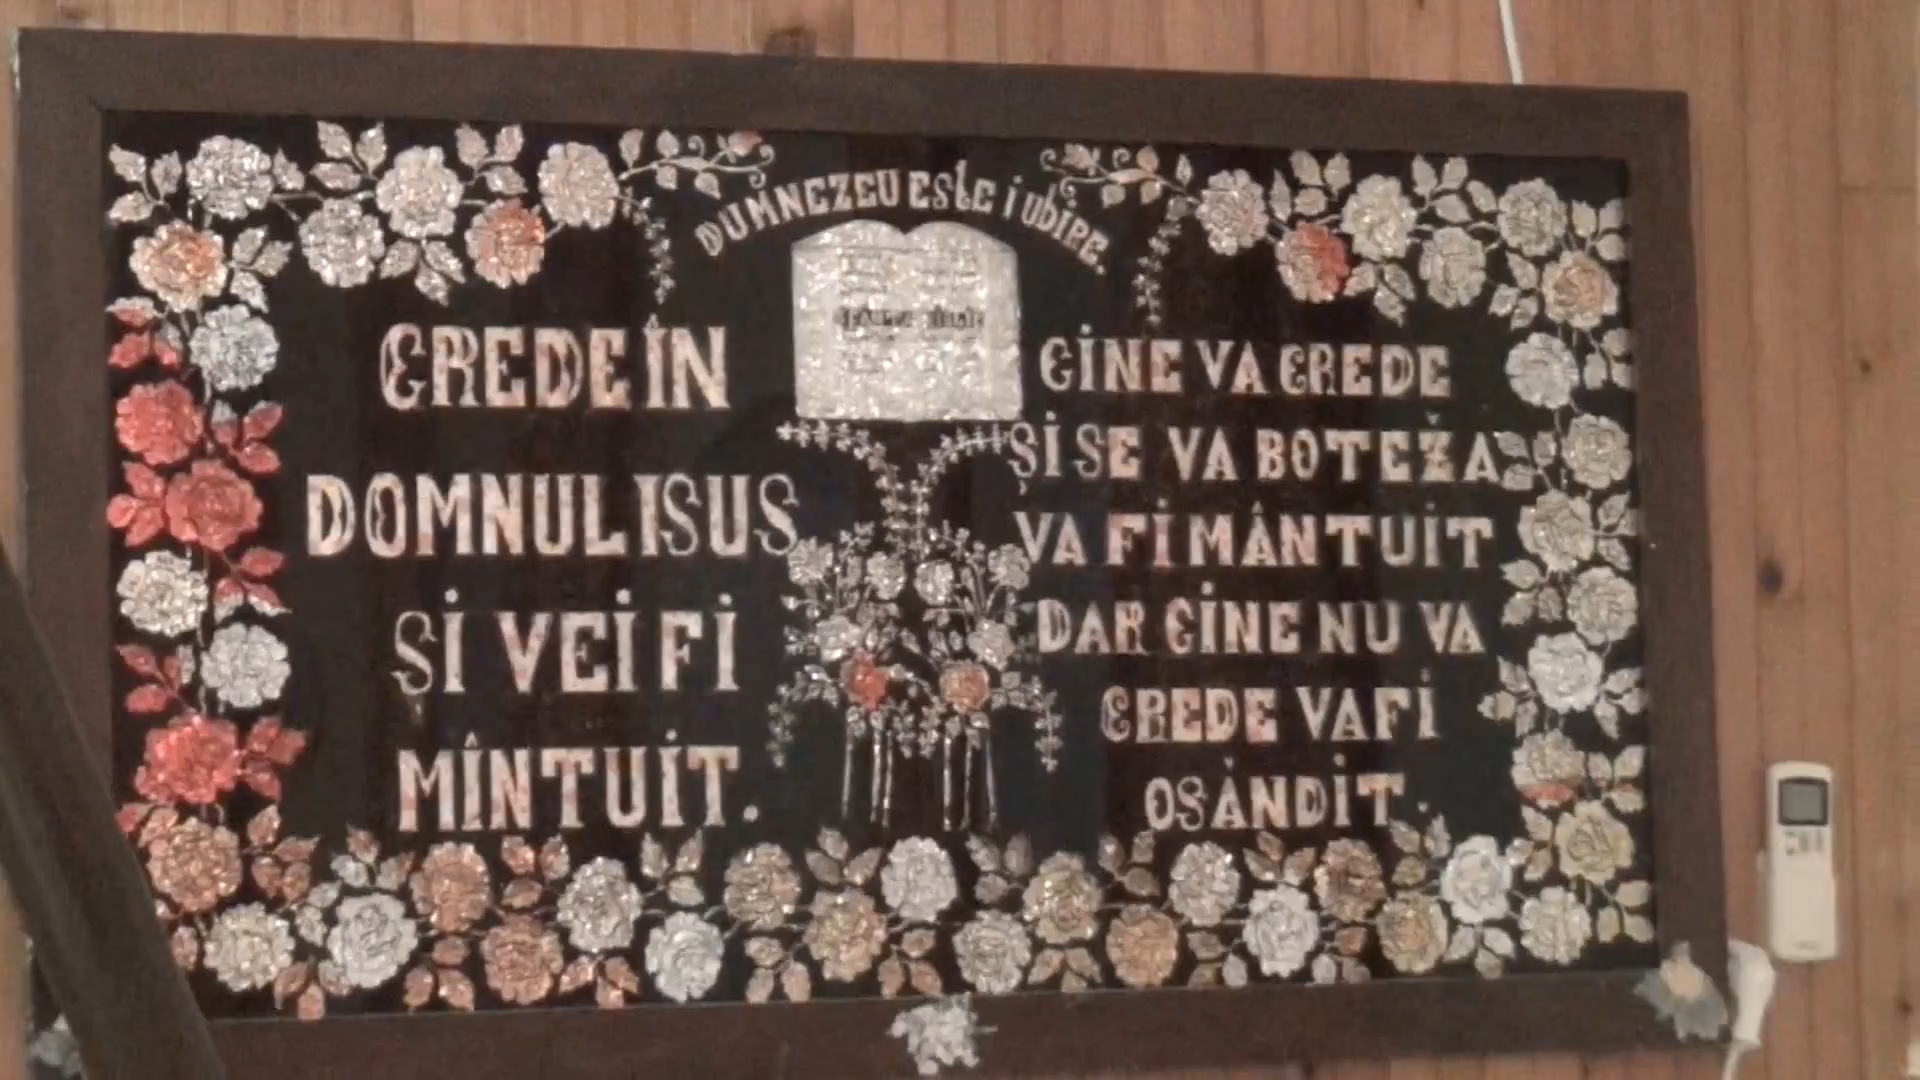 DUMNEZEU ESTE iUbiRE.
CREDE ÎN
DOMNUL ISUS
ȘI VEI FI
MÎNTUIT.
CINE VA CREDE
ȘI SE VA BOTEZA
VA FI MÂNTUIT
DAR CINE NU VA
CREDE VA FI
OSÂNDIT.